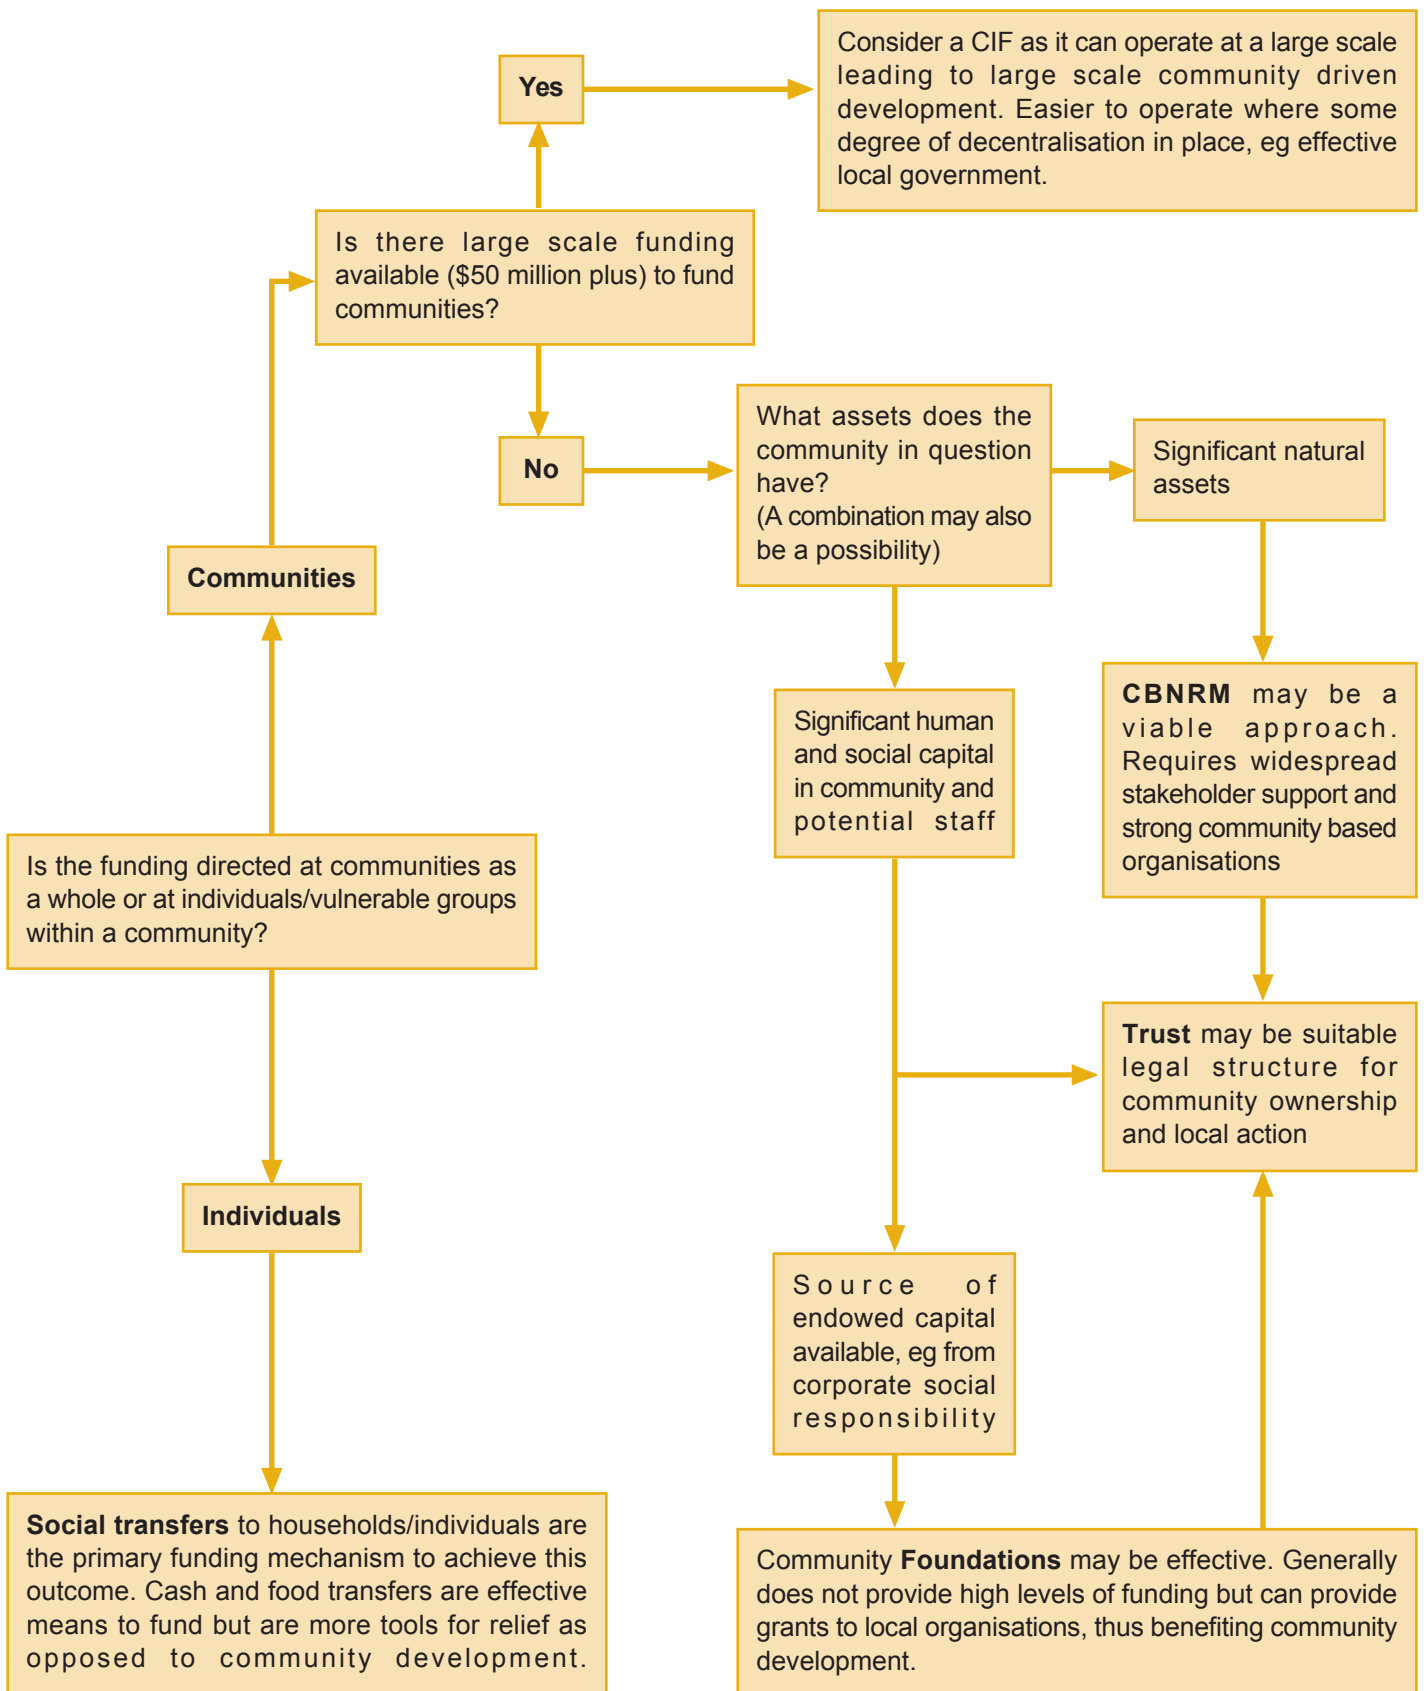 Consider a CIF as it can operate at a large scale
leading to large scale community driven
development. Easier to operate where some
degree of decentralisation in place, eg effective
local government.
Yes
Is there large scale funding
available ($50 million plus) to fund
communities?
What assets does the
community in question
have?
(A combination may also
be a possibility)
Significant natural
assets
No
Communities
CBNRM may be a
viable approach.
Requires widespread
stakeholder support and
strong community based
organisations
Significant human
and social capital
in community and
potential staff
Is the funding directed at communities as
a whole or at individuals/vulnerable groups
within a community?
Trust may be suitable
legal structure for
community ownership
and local action
Individuals
Source of
endowed capital
available, eg from
corporate social
responsibility
Social transfers to households/individuals are
the primary funding mechanism to achieve this
outcome. Cash and food transfers are effective
means to fund but are more tools for relief as
opposed to community development.
Community Foundations may be effective. Generally
does not provide high levels of funding but can provide
grants to local organisations, thus benefiting community
development.